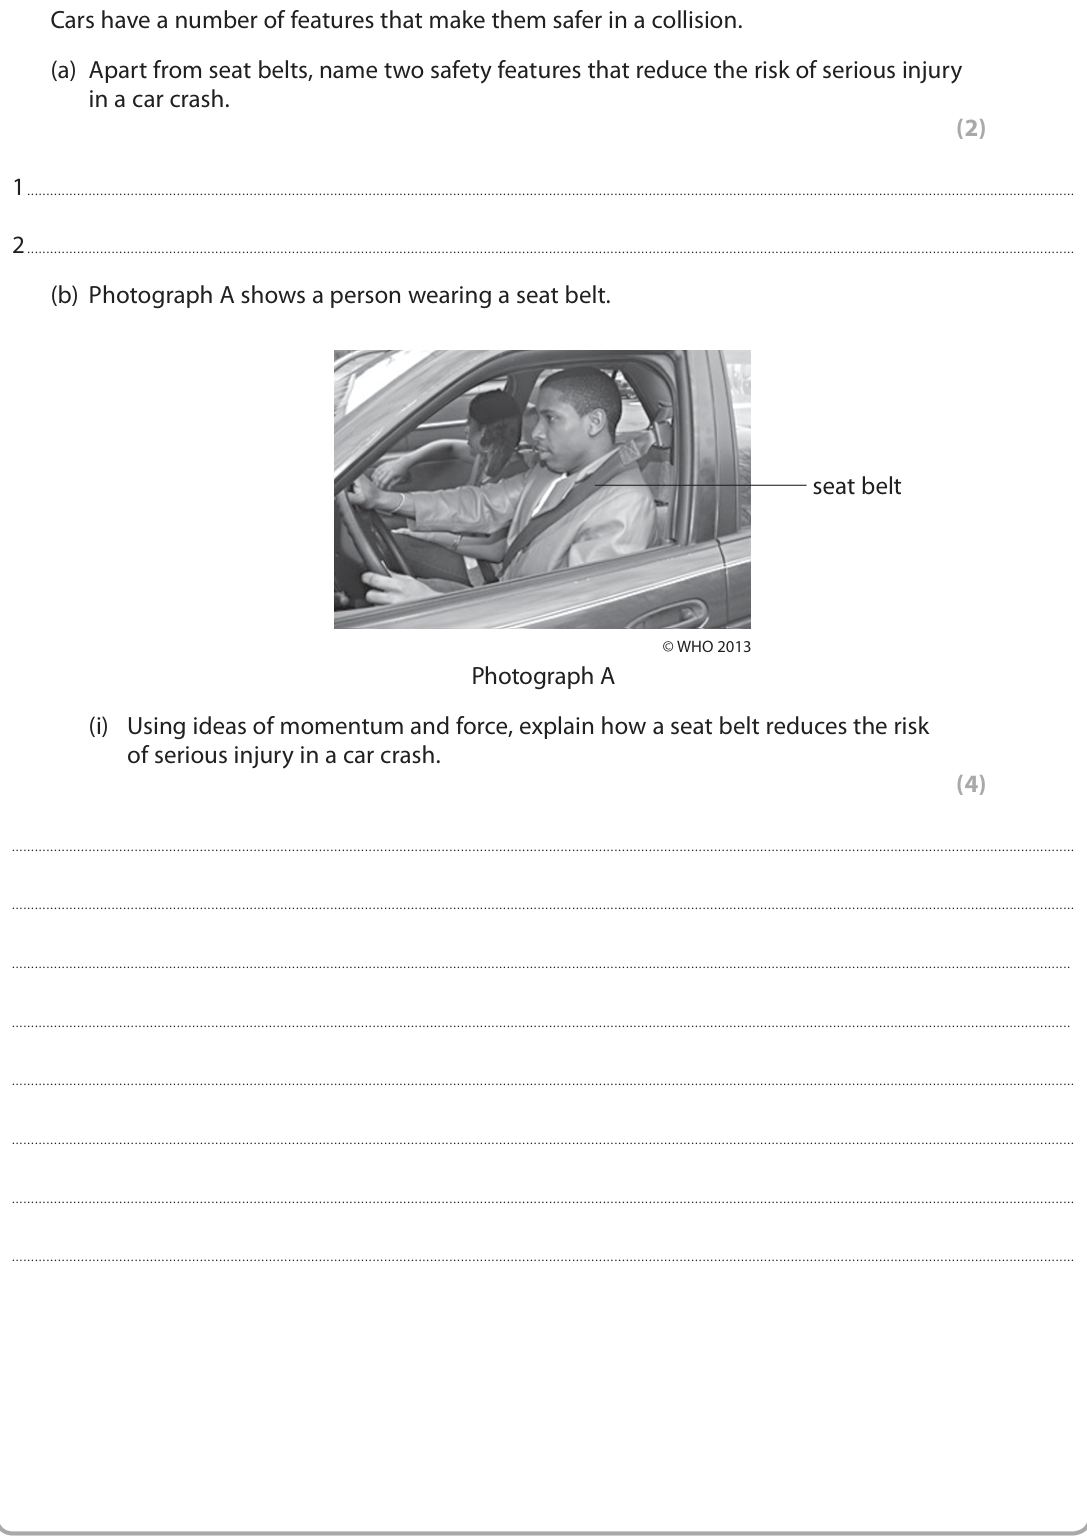 Cars have a number of features that make them safer in a collision.
(a) Apart from seat belts, name two safety features that reduce the risk of serious injury
in a car crash.
(2)
1
2
(b) Photograph A shows a person wearing a seat belt.
seat belt
© WHO 2013
Photograph A
(i) Using ideas of momentum and force, explain how a seat belt reduces the risk
of serious injury in a car crash.
(4)